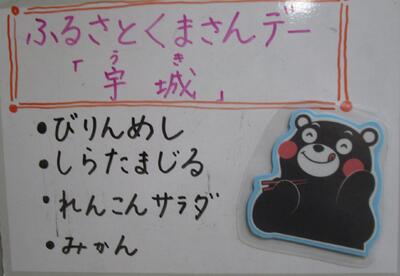 ふるさとくまさんデー
「宇城」
うき
・びりんめし
・しらたまじる
・れんこんサラダ
・みかん